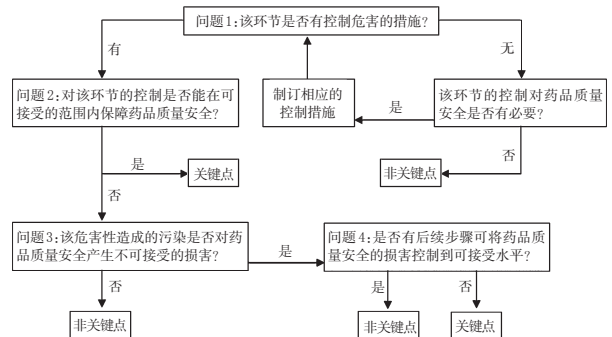 问题1:该环节是否有控制危害的措施?
有
无
问题2:对该环节的控制是否能在可
接受的范围内保障药品质量安全?
制订相应的
控制措施
是
该环节的控制对药品质量
安全是否有必要?
是
关键点
否
非关键点
否
问题3:该危害性造成的污染是否对药
品质量安全产生不可接受的损害?
是
问题4:是否有后续步骤可将药品质
量安全的损害控制到可接受水平?
否
非关键点
是
否
非关键点
关键点